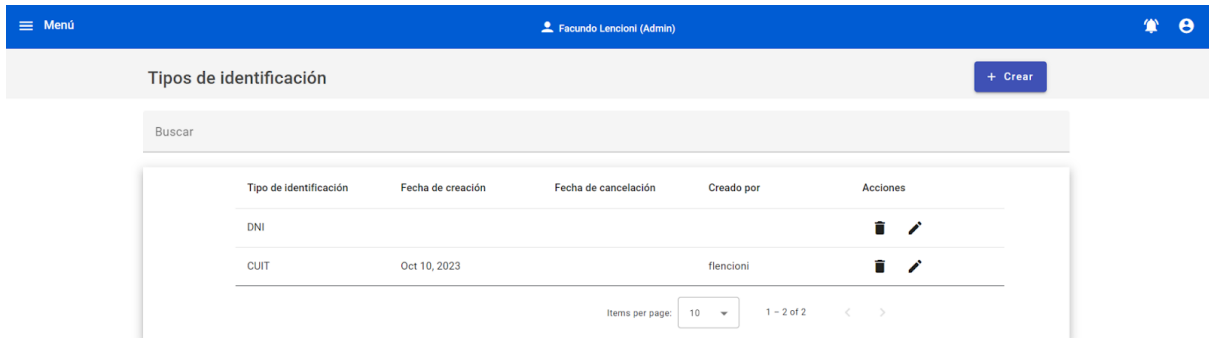 Menú Facundo Lencioni (Admin)
Tipos de identificación + Crear
Buscar
Tipo de identificación Fecha de creación Fecha de cancelación Creado por Acciones
DNI
CUIT Oct 10, 2023 flencioni
Items per page: 10 1 – 2 of 2